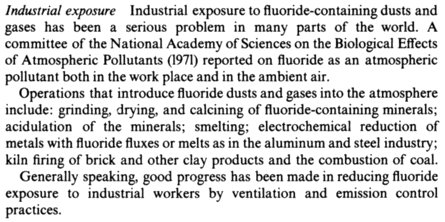 Industrial exposure Industrial exposure to fluoride-containing dusts and
gases has been a serious problem in many parts of the world. A
committee of the National Academy of Sciences on the Biological Effects
of Atmospheric Pollutants (1971) reported on fluoride as an atmospheric
pollutant both in the work place and in the ambient air.
Operations that introduce fluoride dusts and gases into the atmosphere
include: grinding, drying, and calcining of fluoride-containing minerals;
acidulation of the minerals; smelting; electrochemical reduction of
metals with fluoride fluxes or melts as in the aluminum and steel industry;
kiln firing of brick and other clay products and the combustion of coal.
Generally speaking, good progress has been made in reducing fluoride
exposure to industrial workers by ventilation and emission control
practices.